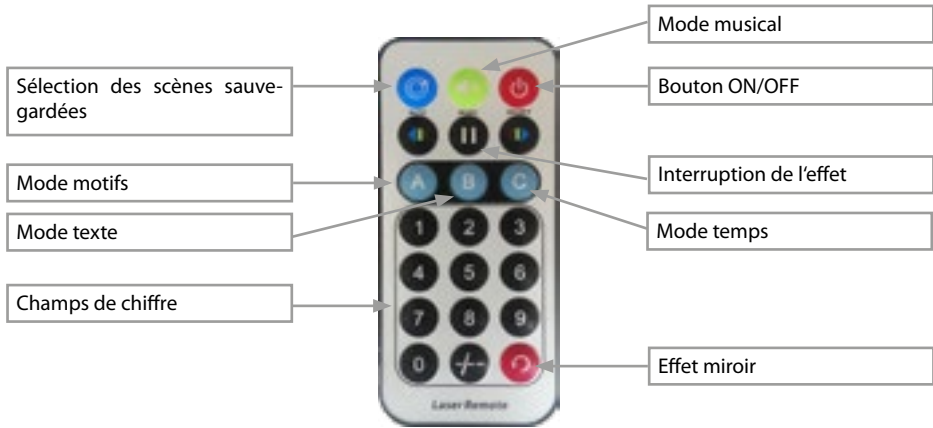 Mode musical
Sélection des scènes sauve-
gardées
Bouton ON/OFF
Mode motifs
A B C
Interruption de l‘effet
Mode texte
Mode temps
1 2 3
4 5 6
Champs de chiffre
7 8 9
0 -/--
Effet miroir
Laser Remote